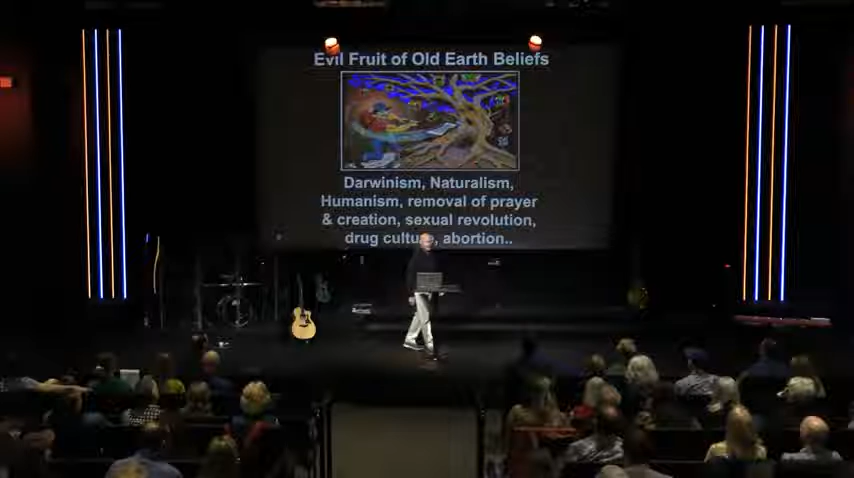 Evil Fruit of Old Earth Beliefs
Darwinism, Naturalism,
Humanism, removal of prayer
& creation, sexual revolution,
drug culture, abortion..